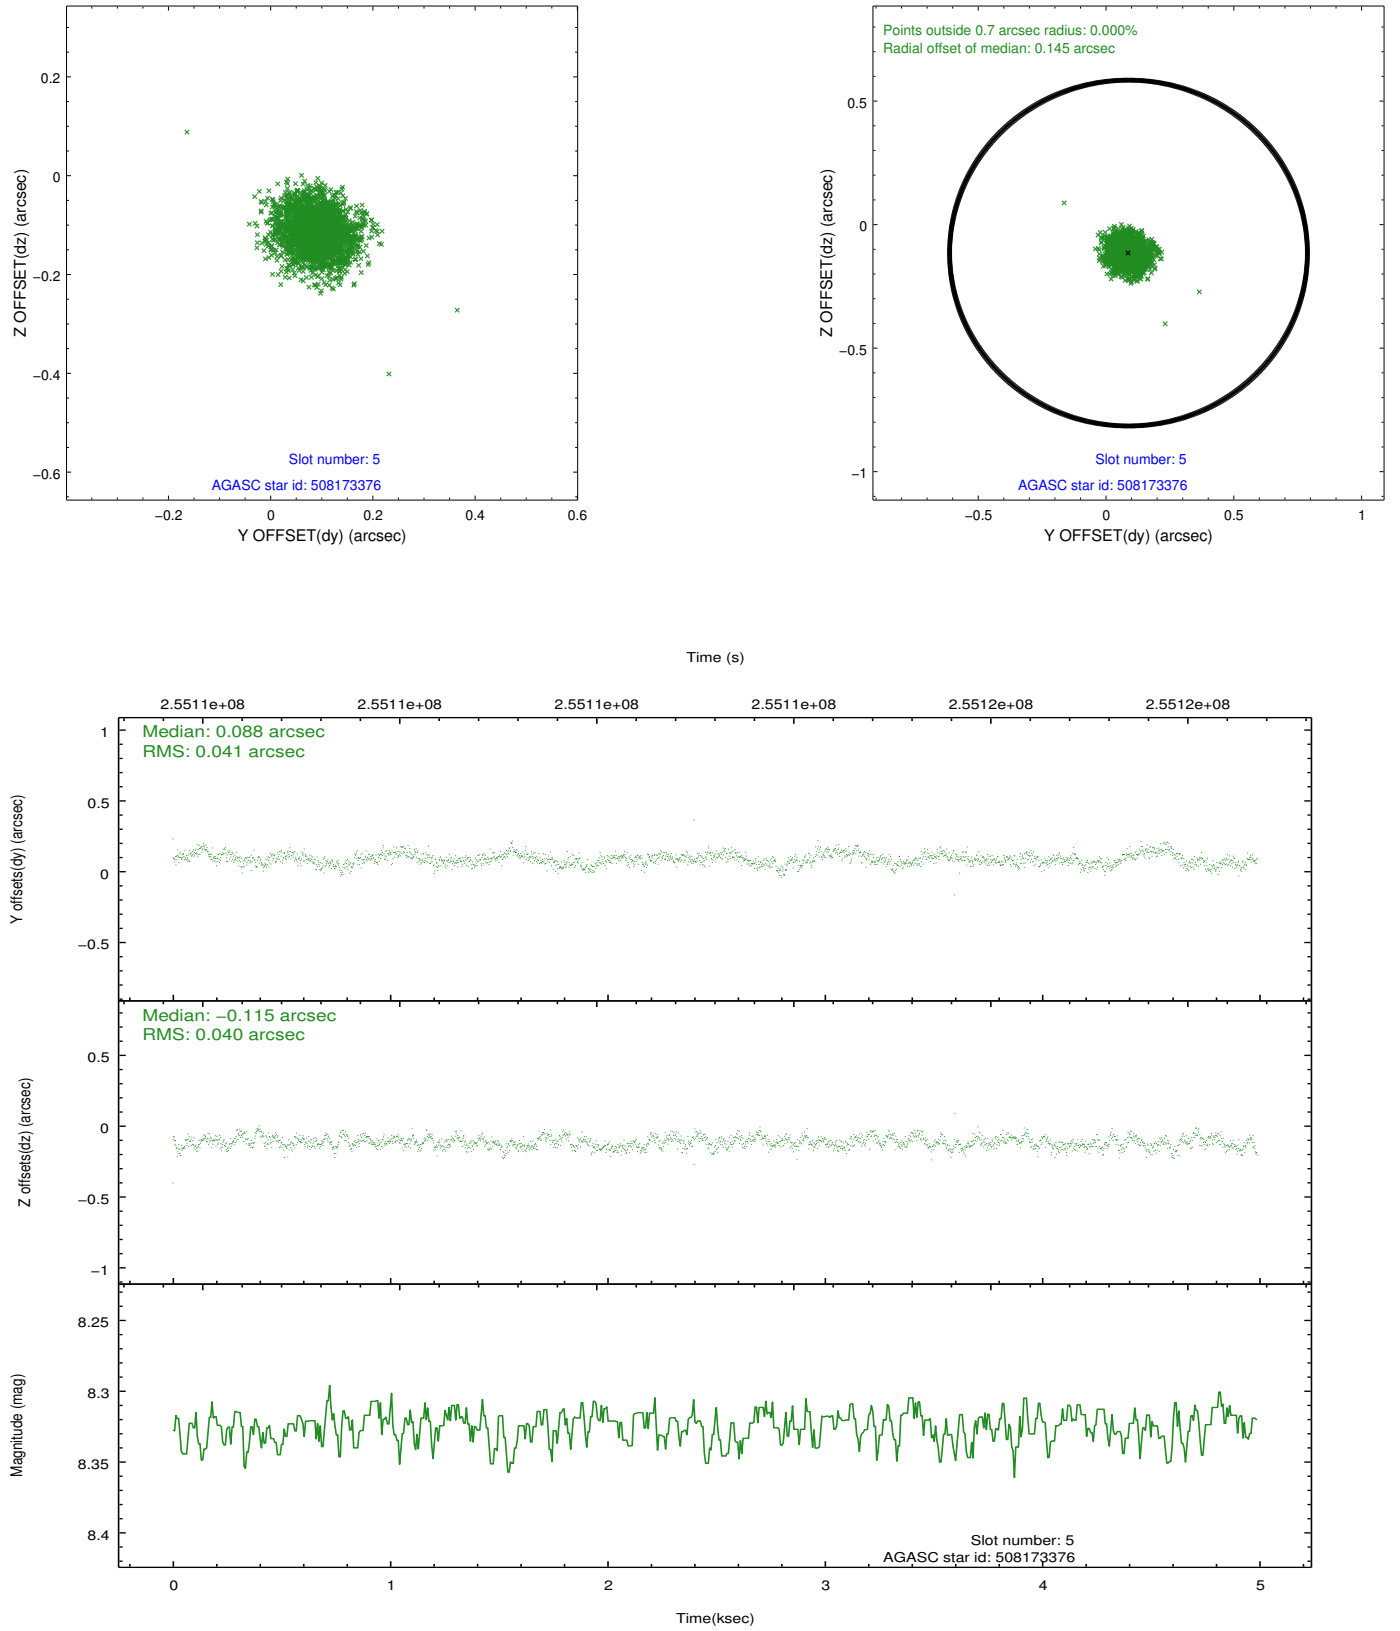 0.2
0
−0.2
−0.4
−0.6
Z OFFSET(dz) (arcsec)
Slot number: 5
AGASC star id: 508173376
−0.2 0 0.2 0.4 0.6
Y OFFSET(dy) (arcsec)
Points outside 0.7 arcsec radius: 0.000%
Radial offset of median: 0.145 arcsec
0.5
0
−0.5
−1
Z OFFSET(dz) (arcsec)
Slot number: 5
AGASC star id: 508173376
−0.5 0 0.5 1
Y OFFSET(dy) (arcsec)
Time (s)
2.5511e+08 2.5511e+08 2.5511e+08 2.5511e+08 2.5512e+08 2.5512e+08
Median: 0.088 arcsec
RMS: 0.041 arcsec
1
0.5
0
−0.5
Y offsets(dy) (arcsec)
Median: −0.115 arcsec
RMS: 0.040 arcsec
0.5
0
−0.5
−1
Z offsets(dz) (arcsec)
8.25
8.3
8.35
8.4
Magnitude (mag)
Slot number: 5
AGASC star id: 508173376
0 1 2 3 4 5
Time(ksec)